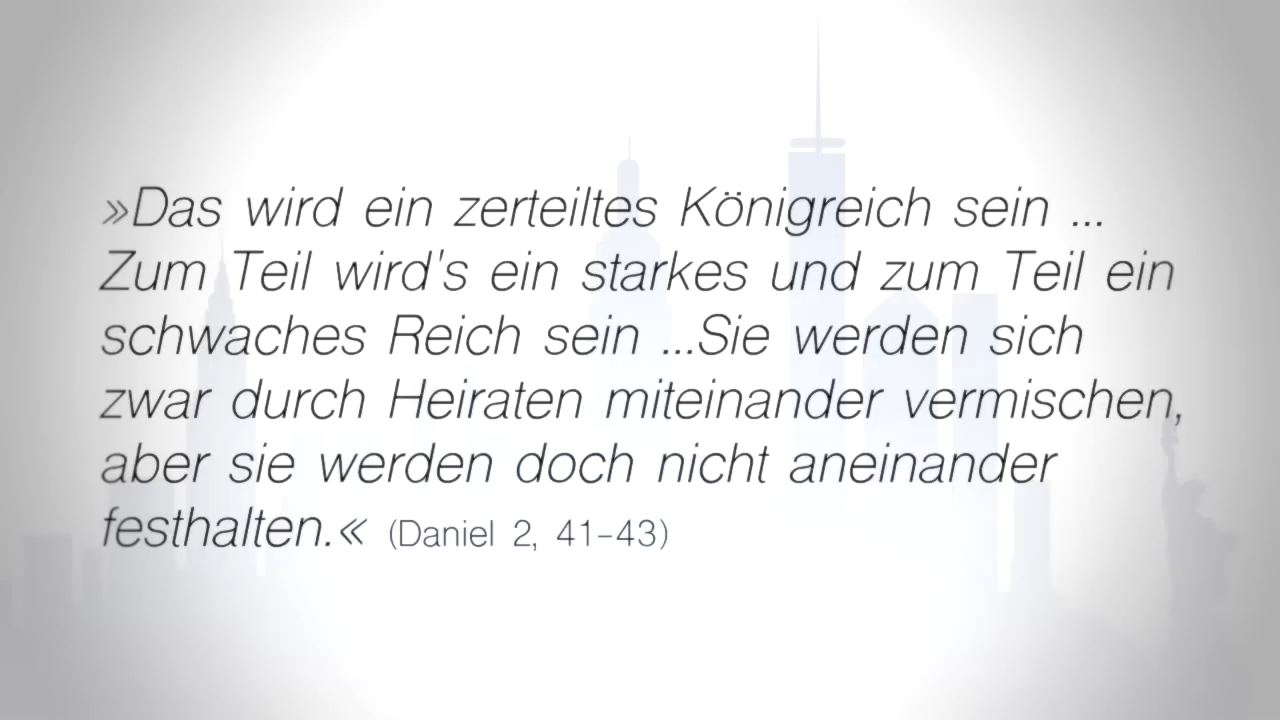 »Das wird ein zerteiltes Königreich sein ...
Zum Teil wird's ein starkes und zum Teil ein
schwaches Reich sein ...Sie werden sich
zwar durch Heiraten miteinander vermischen,
aber sie werden doch nicht aneinander
festhalten.« (Daniel 2, 41–43)